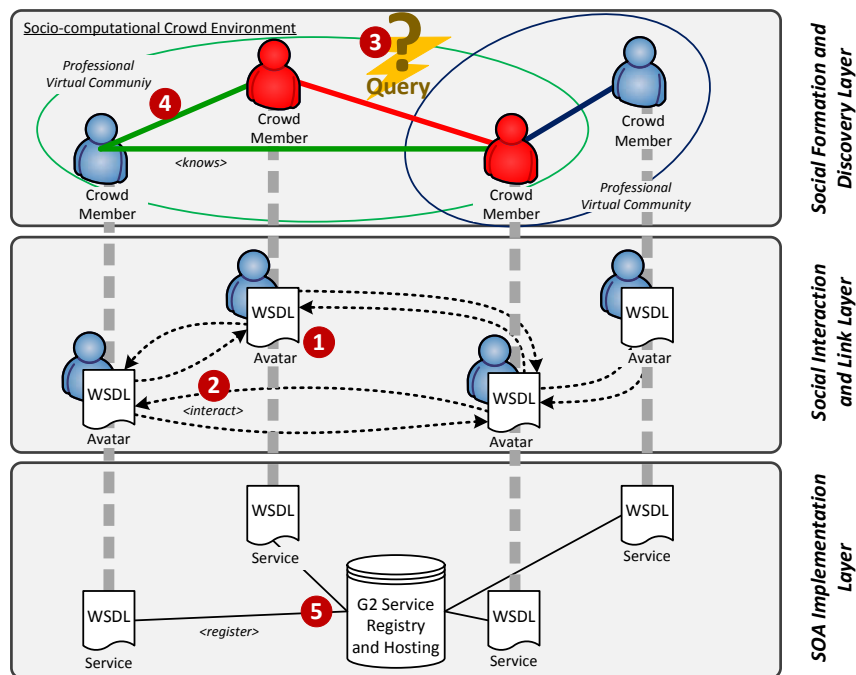 Socio-computational Crowd Environment
3
?
Query
Professional
Virtual Communiy
4
Crowd
Member
Crowd
Member
<knows>
Crowd
Member
Crowd
Member
Professional
Virtual Community
Social Formation and
Discovery Layer
WSDL
Avatar
1
WSDL
Avatar
WSDL
Avatar
2
<interact>
WSDL
Avatar
Social Interaction
and Link Layer
WSDL
Service
WSDL
Service
WSDL
Service
<register>
5
G2 Service
Registry
and Hosting
WSDL
Service
SOA Implementation
Layer